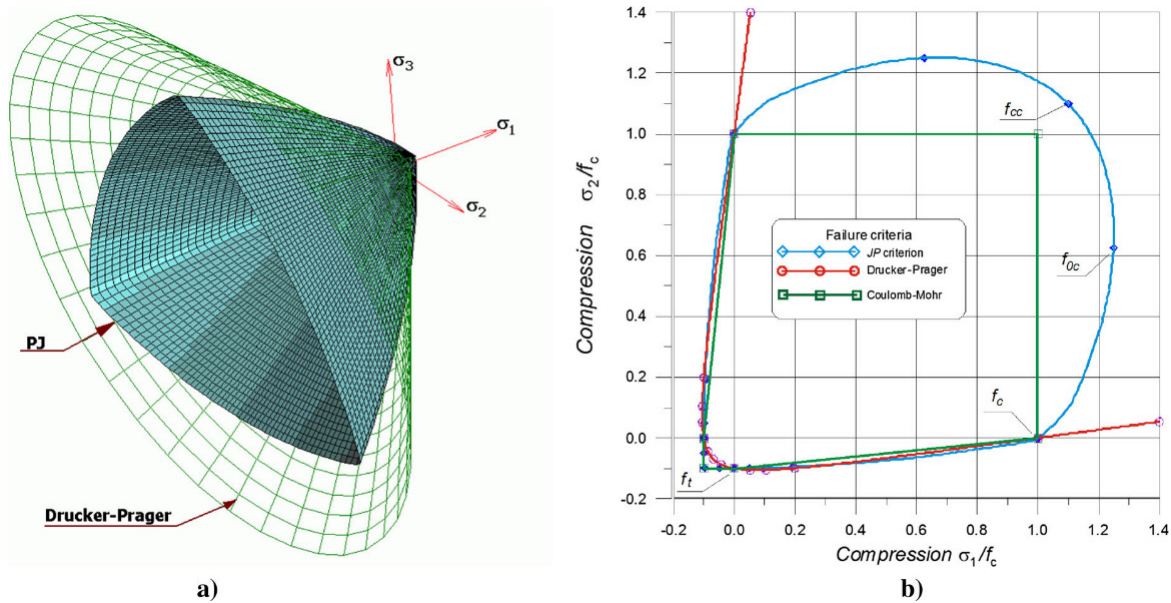 σ3
σ1
σ2
PJ
Drucker-Prager
a)
1.4
1.2
1.0
0.8
0.6
0.4
0.2
0.0
-0.2
Compression σ2/fc
fcc
Failure criteria
JP criterion
Drucker-Prager
Coulomb-Mohr
f0c
fc
ft
-0.2 0.0 0.2 0.4 0.6 0.8 1.0 1.2 1.4
Compression σ1/fc
b)